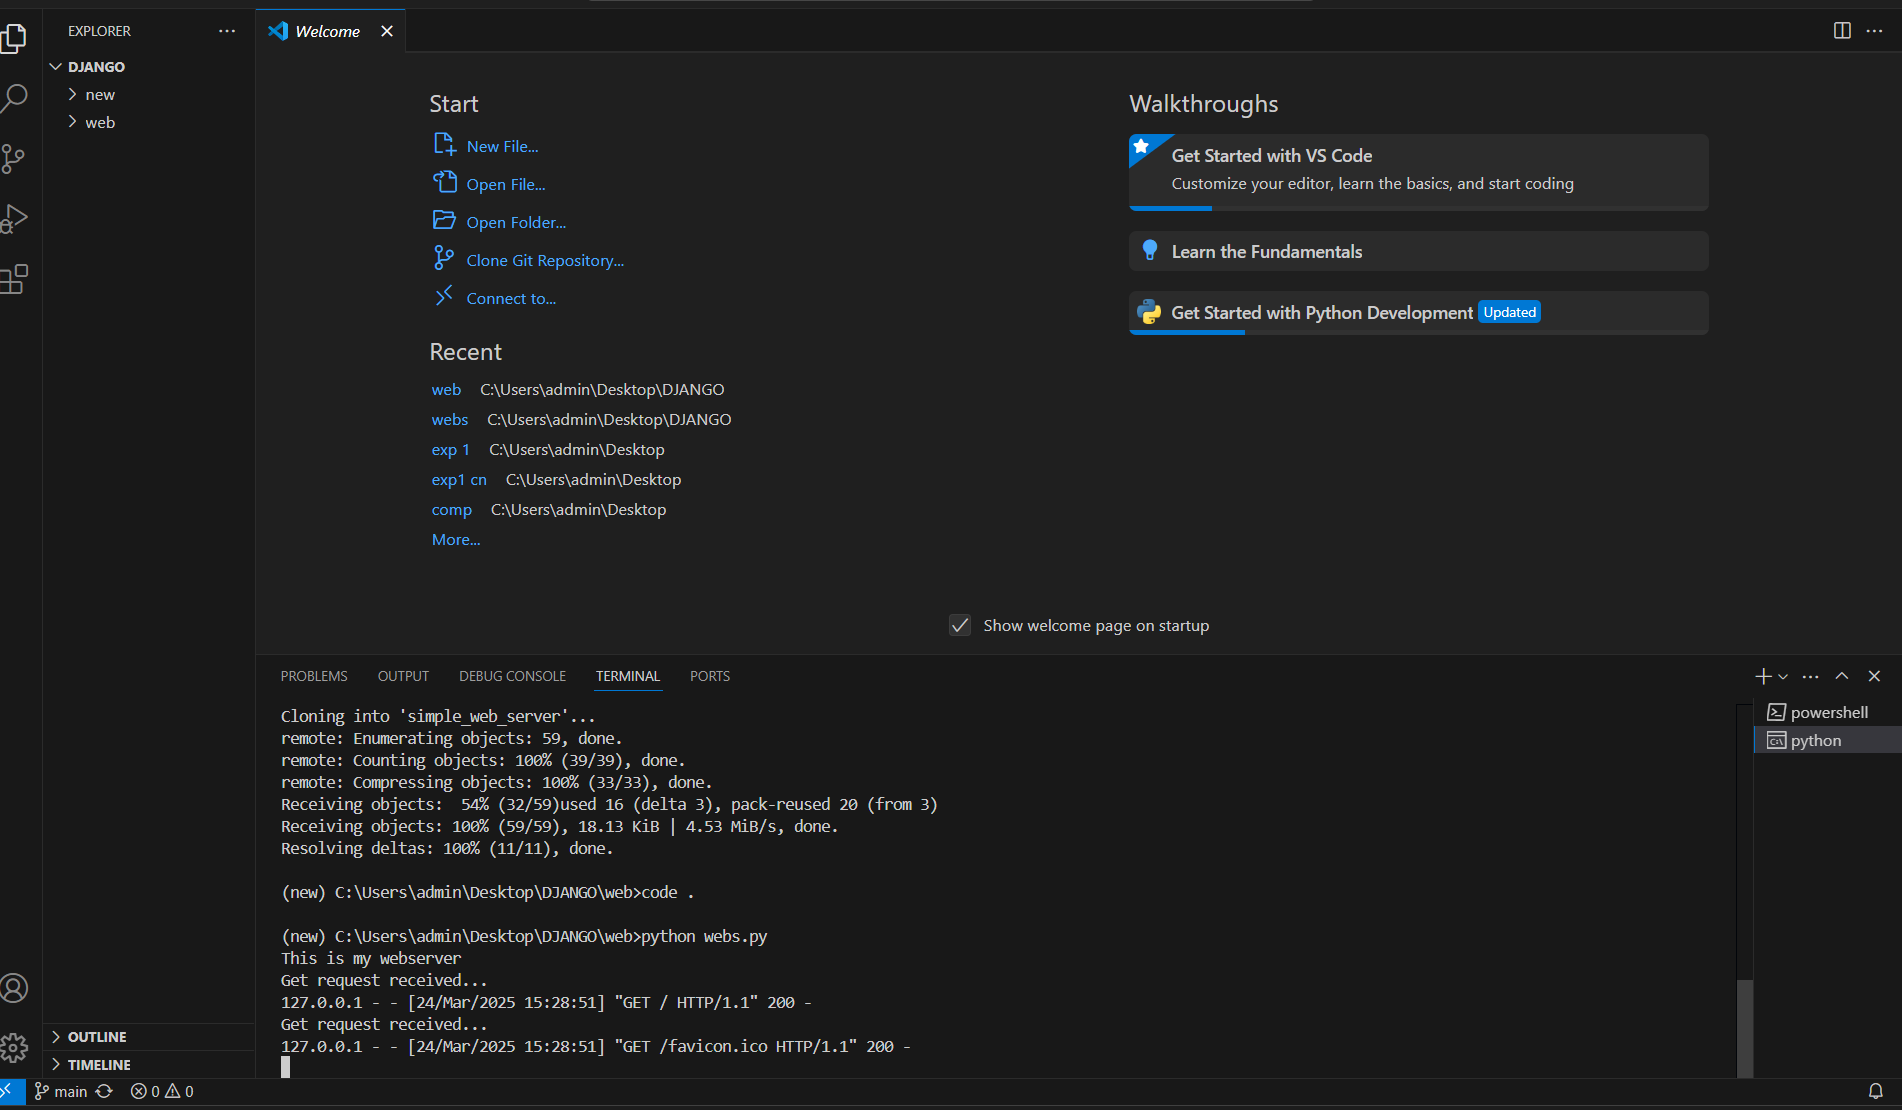 EXPLORER
DJANGO
new
web
OUTLINE
TIMELINE
Welcome
Start
New File...
Open File...
Open Folder...
Clone Git Repository...
Connect to...
Recent
web C:\Users\admin\Desktop\DJANGO
webs C:\Users\admin\Desktop\DJANGO
exp 1 C:\Users\admin\Desktop
exp1 cn C:\Users\admin\Desktop
comp C:\Users\admin\Desktop
More...
Walkthroughs
Get Started with VS Code
Customize your editor, learn the basics, and start coding
Learn the Fundamentals
Get Started with Python Development Updated
Show welcome page on startup
PROBLEMS OUTPUT DEBUG CONSOLE TERMINAL PORTS
Cloning into 'simple_web_server'...
remote: Enumerating objects: 59, done.
remote: Counting objects: 100% (39/39), done.
remote: Compressing objects: 100% (33/33), done.
Receiving objects:  54% (32/59)used 16 (delta 3), pack-reused 20 (from 3)
Receiving objects: 100% (59/59), 18.13 KiB | 4.53 MiB/s, done.
Resolving deltas: 100% (11/11), done.
(new) C:\Users\admin\Desktop\DJANGO\web>code .
(new) C:\Users\admin\Desktop\DJANGO\web>python webs.py
This is my webserver
Get request received...
127.0.0.1 - - [24/Mar/2025 15:28:51] "GET / HTTP/1.1" 200 -
Get request received...
127.0.0.1 - - [24/Mar/2025 15:28:51] "GET /favicon.ico HTTP/1.1" 200 -
powershell
python
main 0 0